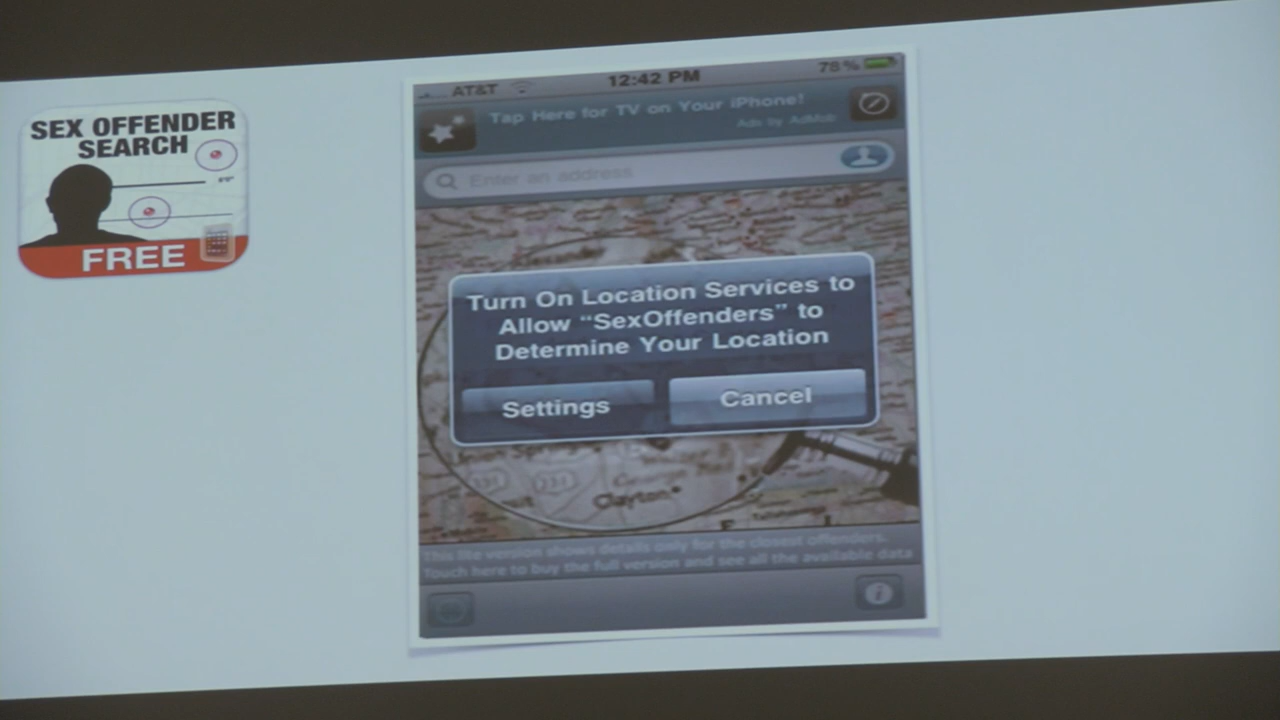 SEX OFFENDER
SEARCH
FREE
AT&T 12:42 PM 78%
Tap Here for TV on Your iPhone!
Ads by AdMob
Enter an address
Turn On Location Services to
Allow “SexOffenders” to
Determine Your Location
Settings Cancel
331 331
Clayton
This lite version shows details only for the closest offenders.
Touch here to buy the full version and see all the available data